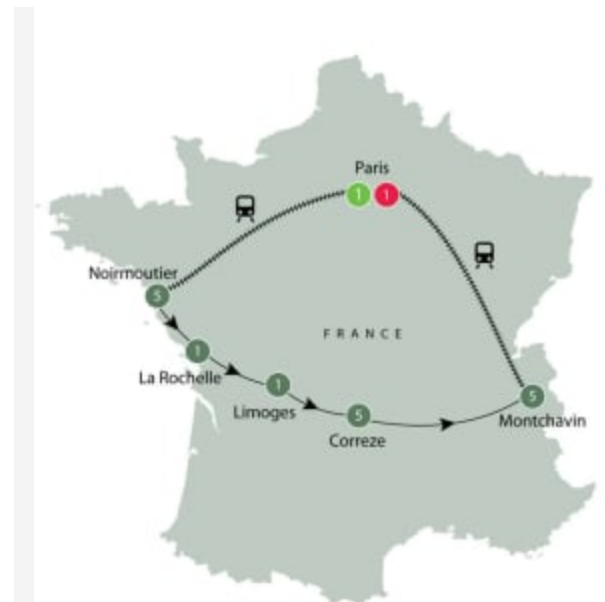 Paris
1
1
Noirmoutier
5
FRANCE
1
La Rochelle
1
Limoges
5
Correze
5
Montchavin